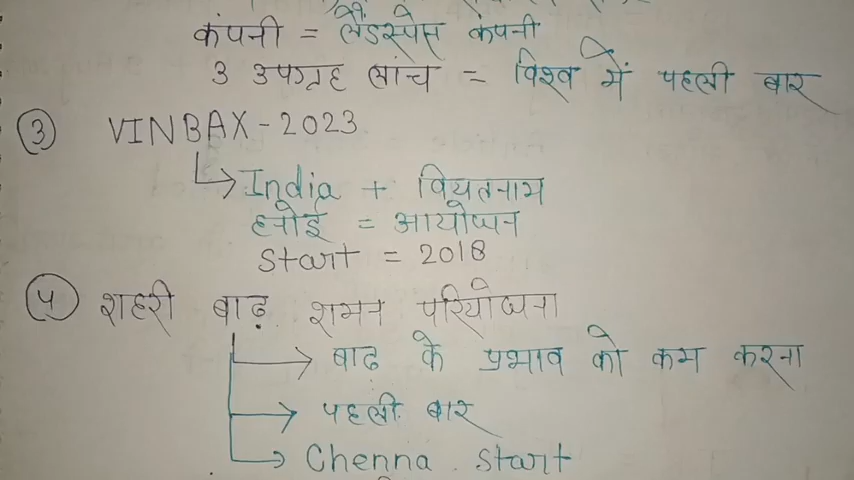 कंपनी = लैंडस्पेस कंपनी
3 उपग्रह लांच = विश्व में पहली बार
③ VINBAX-2023
India + वियतनाम
हनोई = आयोजन
Start = 2018
④ शहरी बाढ़ शमन परियोजना
बाढ के प्रभाव को कम करना
पहली बार
Chenna. Start